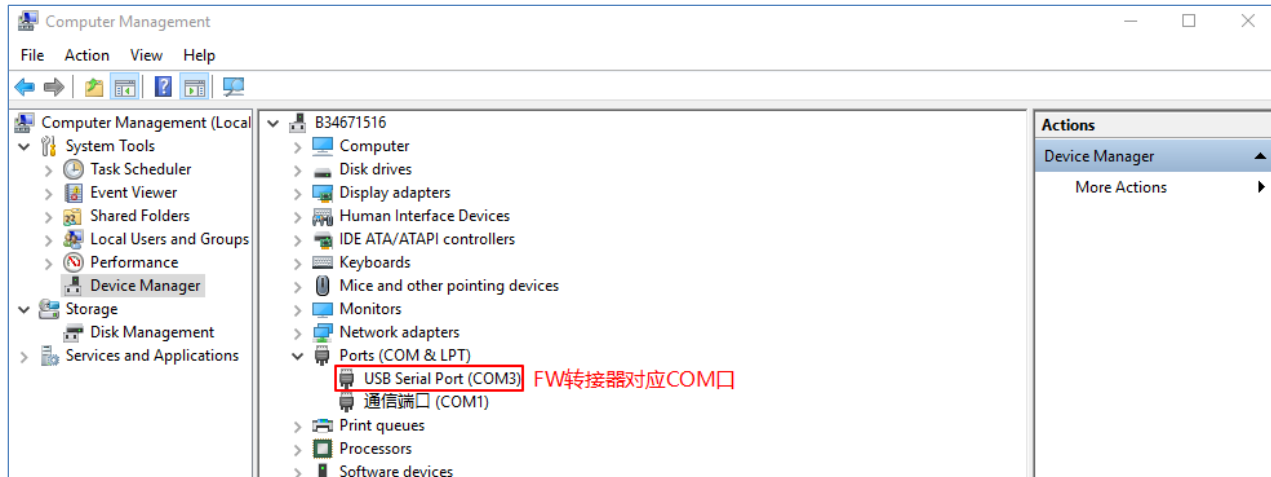 Computer Management
File Action View Help
Computer Management (Local
System Tools
Task Scheduler
Event Viewer
Shared Folders
Local Users and Groups
Performance
Device Manager
Storage
Disk Management
Services and Applications
B34671516
Computer
Disk drives
Display adapters
Human Interface Devices
IDE ATA/ATAPI controllers
Keyboards
Mice and other pointing devices
Monitors
Network adapters
Ports (COM & LPT)
USB Serial Port (COM3) FW转接器对应COM口
通信端口 (COM1)
Print queues
Processors
Software devices
Actions
Device Manager
More Actions